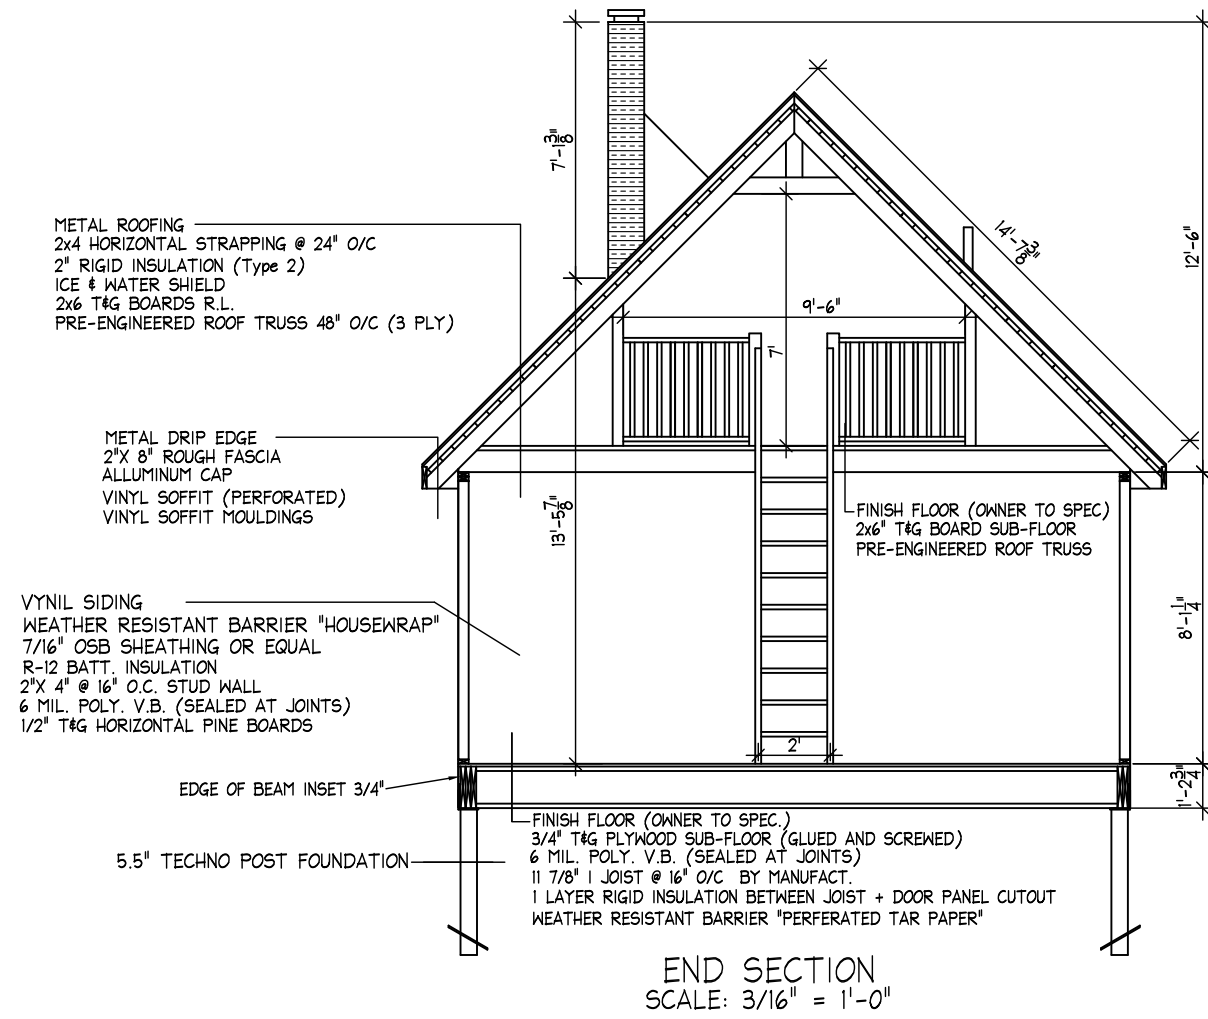 7'-1 3/8"
14'-7 3/8"
12'-6"
METAL ROOFING
2x4 HORIZONTAL STRAPPING @ 24" O/C
2" RIGID INSULATION (Type 2)
ICE & WATER SHIELD
2x6 T&G BOARDS R.L.
PRE-ENGINEERED ROOF TRUSS 48" O/C (3 PLY)
9'-6"
7'
METAL DRIP EDGE
2"X 8" ROUGH FASCIA
ALLUMINUM CAP
VINYL SOFFIT (PERFORATED)
VINYL SOFFIT MOULDINGS
13'-5 7/8"
FINISH FLOOR (OWNER TO SPEC)
2x6" T&G BOARD SUB-FLOOR
PRE-ENGINEERED ROOF TRUSS
VYNIL SIDING
WEATHER RESISTANT BARRIER "HOUSEWRAP"
7/16" OSB SHEATHING OR EQUAL
R-12 BATT. INSULATION
2"X 4" @ 16" O.C. STUD WALL
6 MIL. POLY. V.B. (SEALED AT JOINTS)
1/2" T&G HORIZONTAL PINE BOARDS
8'-1 1/4"
2'
EDGE OF BEAM INSET 3/4"
1'-2 3/4"
FINISH FLOOR (OWNER TO SPEC.)
3/4" T&G PLYWOOD SUB-FLOOR (GLUED AND SCREWED)
6 MIL. POLY. V.B. (SEALED AT JOINTS)
11 7/8" I JOIST @ 16" O/C BY MANUFACT.
1 LAYER RIGID INSULATION BETWEEN JOIST + DOOR PANEL CUTOUT
WEATHER RESISTANT BARRIER "PERFERATED TAR PAPER"
5.5" TECHNO POST FOUNDATION
END SECTION
SCALE: 3/16" = 1'-0"